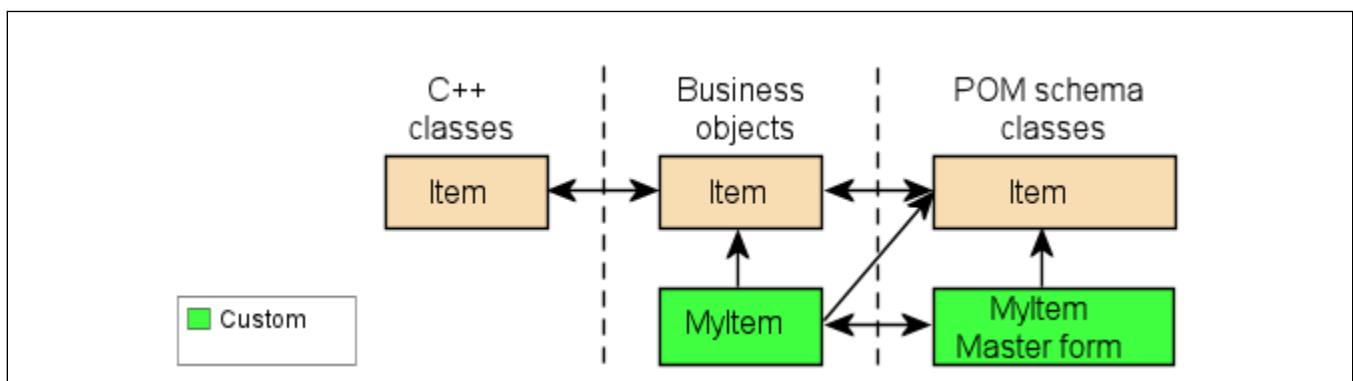 C++
classes
Business
objects
POM schema
classes
Item
Item
Item
Custom
MyItem
MyItem
Master form